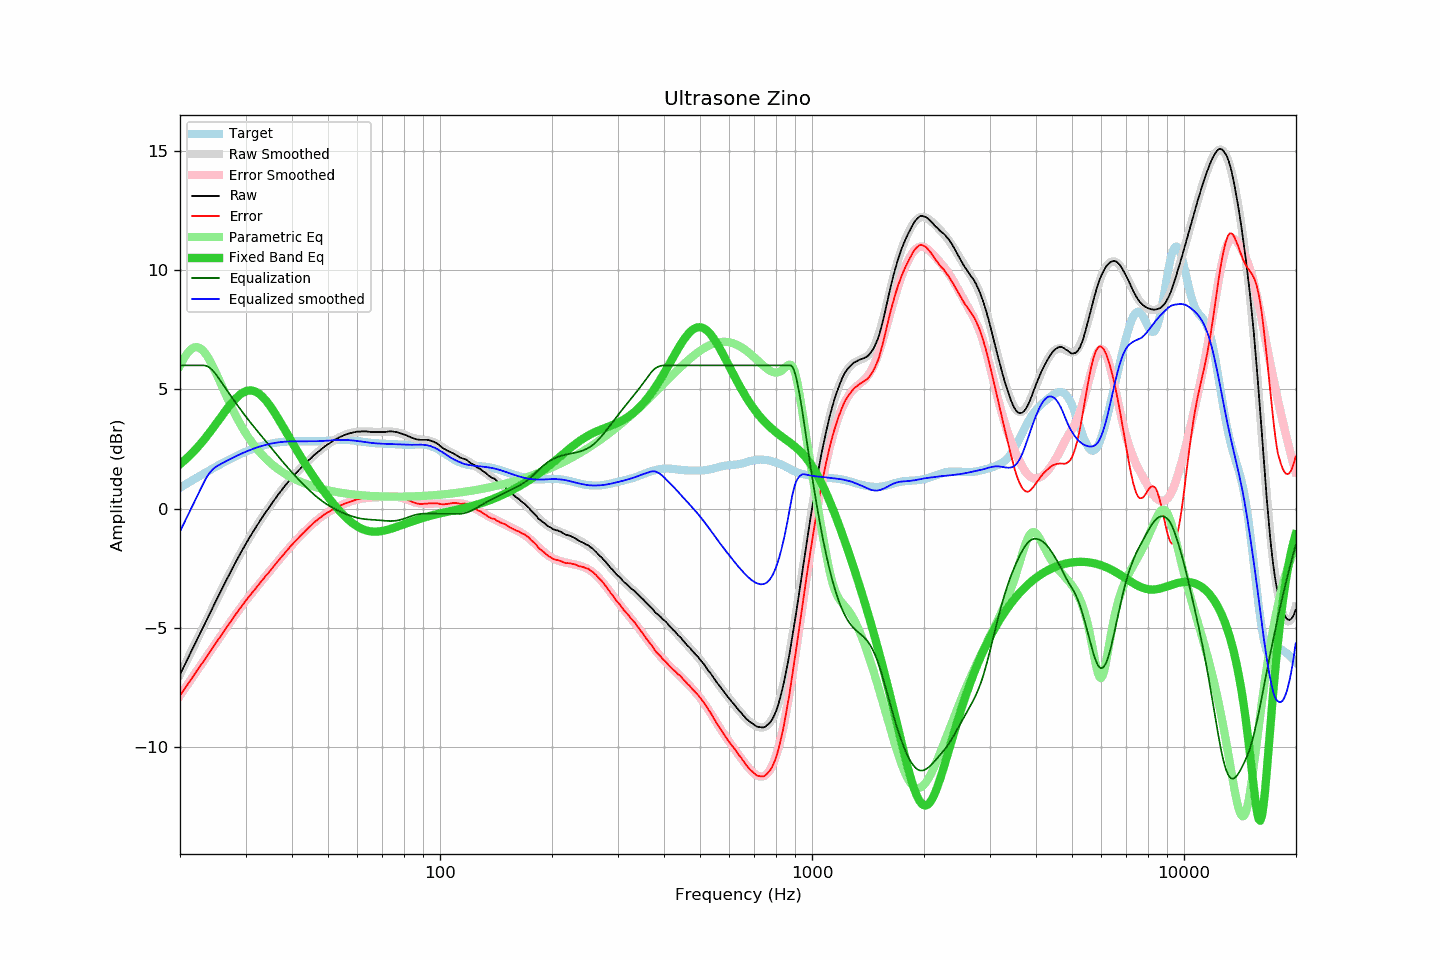 Ultrasone Zino
Target
Raw Smoothed
Error Smoothed
Raw
Error
Parametric Eq
Fixed Band Eq
Equalization
Equalized smoothed
15
10
5
0
−5
−10
Amplitude (dBr)
100
1000
10000
Frequency (Hz)